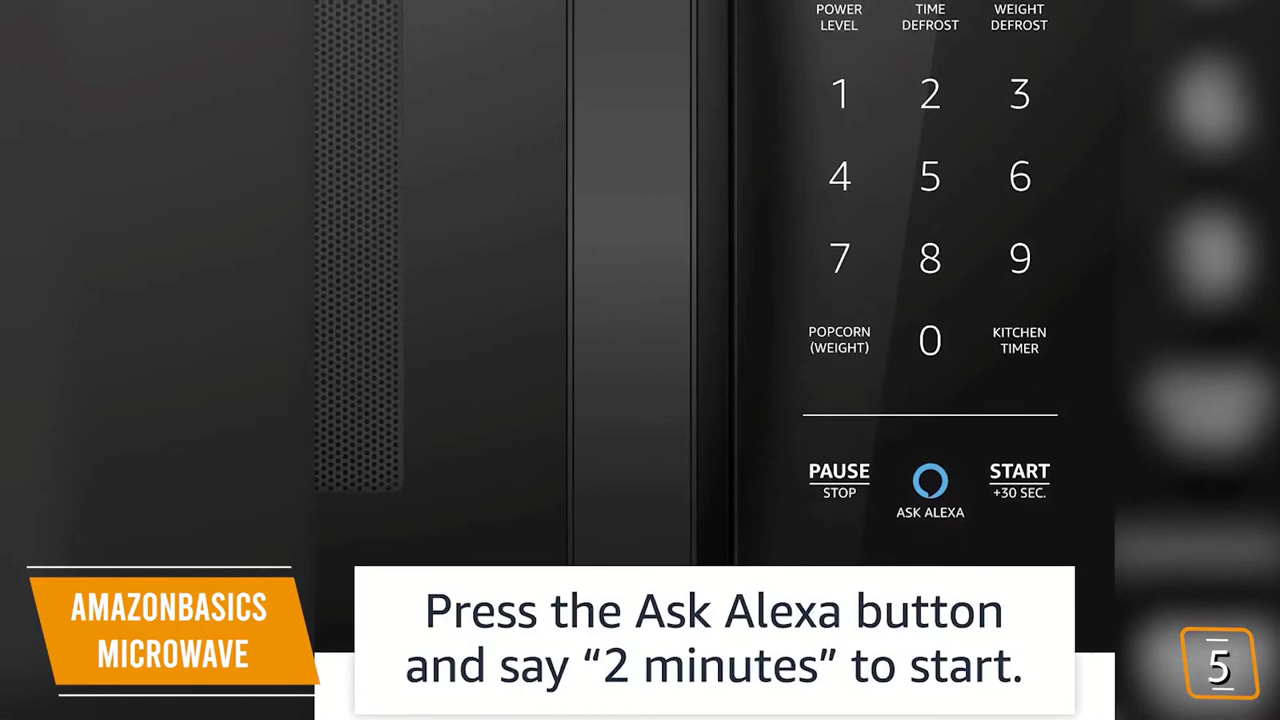 POWER
LEVEL
TIME
DEFROST
WEIGHT
DEFROST
1 2 3
4 5 6
7 8 9
POPCORN
(WEIGHT)
0
KITCHEN
TIMER
PAUSE
STOP
ASK ALEXA
START
+30 SEC.
AMAZONBASICS
MICROWAVE
Press the Ask Alexa button
and say “2 minutes” to start.
5